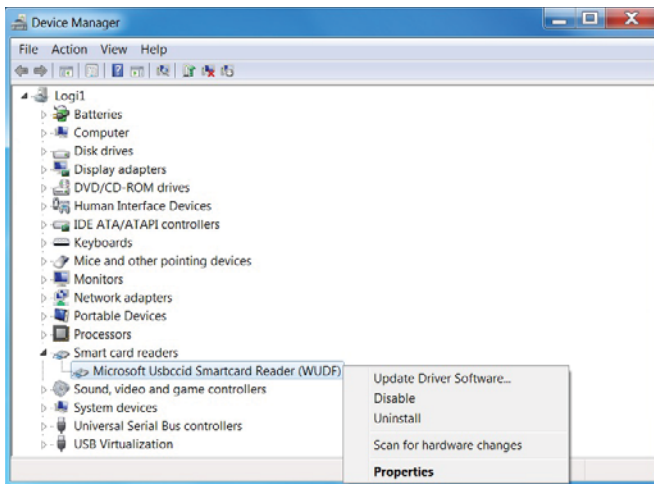 Device Manager
File Action View Help
Logi1
Batteries
Computer
Disk drives
Display adapters
DVD/CD-ROM drives
Human Interface Devices
IDE ATA/ATAPI controllers
Keyboards
Mice and other pointing devices
Monitors
Network adapters
Portable Devices
Processors
Smart card readers
Microsoft Usbccid Smartcard Reader (WUDF)
Sound, video and game controllers
System devices
Universal Serial Bus controllers
USB Virtualization
Update Driver Software...
Disable
Uninstall
Scan for hardware changes
Properties